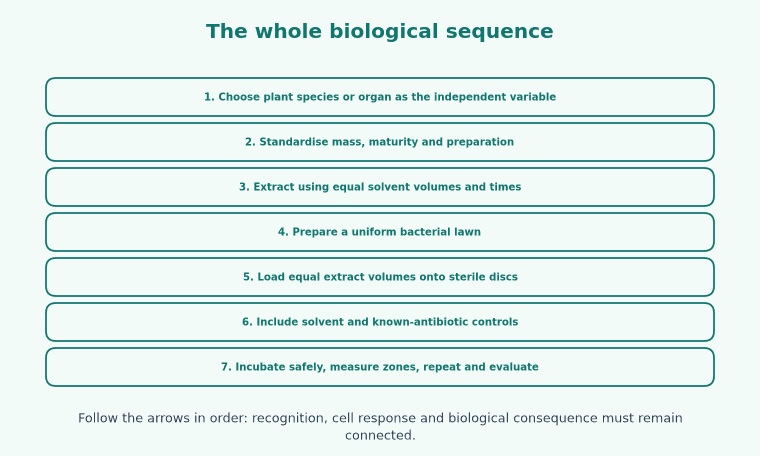 The whole biological sequence
1. Choose plant species or organ as the independent variable
2. Standardise mass, maturity and preparation
3. Extract using equal solvent volumes and times
4. Prepare a uniform bacterial lawn
5. Load equal extract volumes onto sterile discs
6. Include solvent and known-antibiotic controls
7. Incubate safely, measure zones, repeat and evaluate
Follow the arrows in order: recognition, cell response and biological consequence must remain
connected.